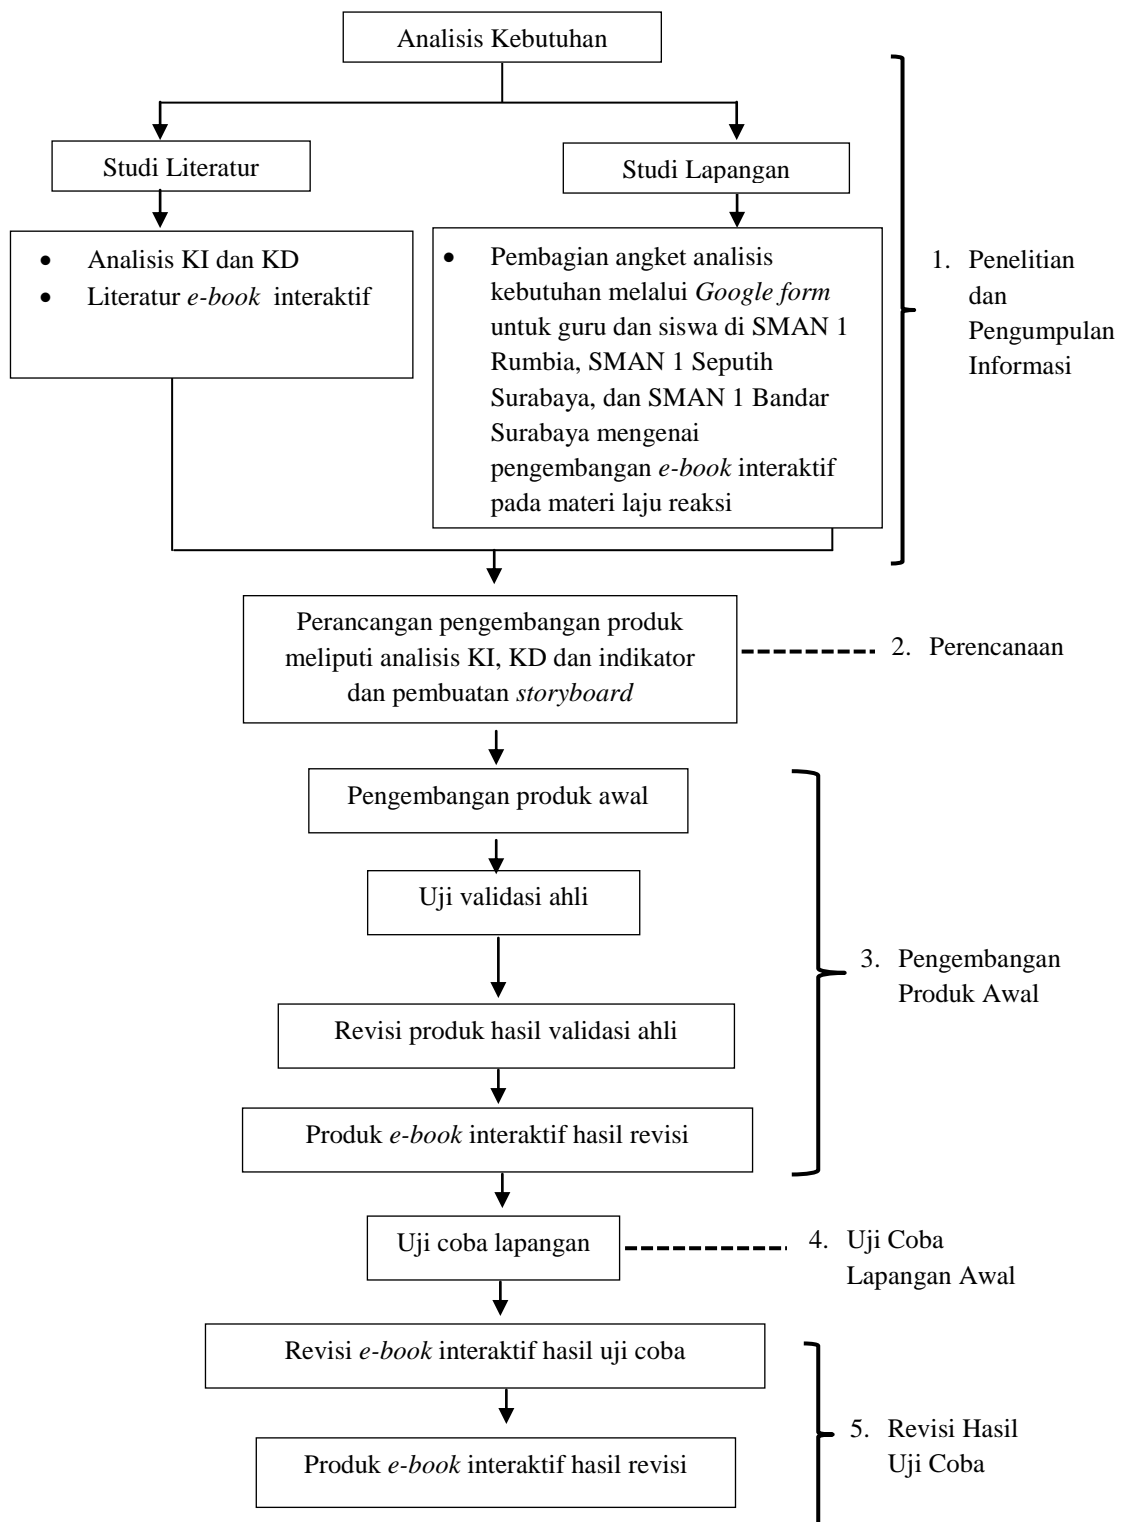 Analisis Kebutuhan
Studi Literatur
Studi Lapangan
• Analisis KI dan KD
• Literatur e-book interaktif
• Pembagian angket analisis
kebutuhan melalui Google form
untuk guru dan siswa di SMAN 1
Rumbia, SMAN 1 Seputih
Surabaya, dan SMAN 1 Bandar
Surabaya mengenai
pengembangan e-book interaktif
pada materi laju reaksi
1. Penelitian
dan
Pengumpulan
Informasi
Perancangan pengembangan produk
meliputi analisis KI, KD dan indikator
dan pembuatan storyboard
2. Perencanaan
Pengembangan produk awal
Uji validasi ahli
Revisi produk hasil validasi ahli
Produk e-book interaktif hasil revisi
3. Pengembangan
Produk Awal
Uji coba lapangan
4. Uji Coba
Lapangan Awal
Revisi e-book interaktif hasil uji coba
Produk e-book interaktif hasil revisi
5. Revisi Hasil
Uji Coba